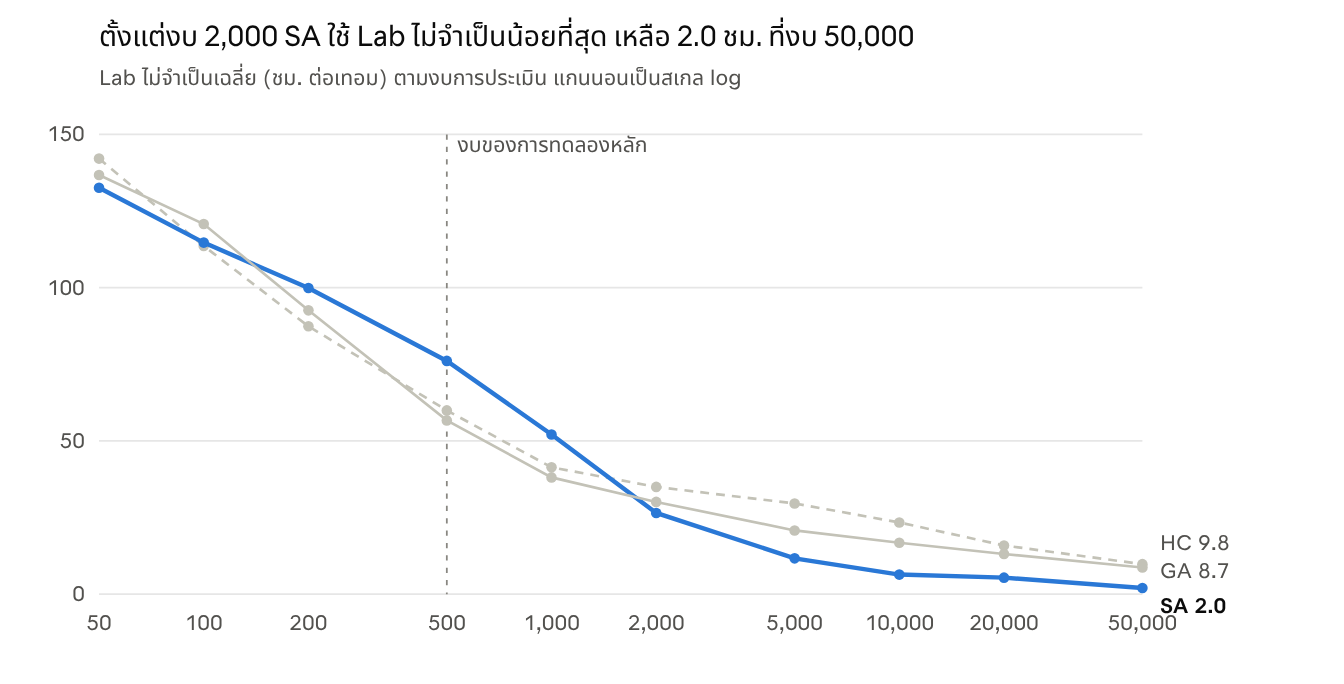 ตั้งแต่งบ 2,000 SA ใช้ Lab ไม่จำเป็นน้อยที่สุด เหลือ 2.0 ชม. ที่งบ 50,000
Lab ไม่จำเป็นเฉลี่ย (ชม. ต่อเทอม) ตามงบการประเมิน แกนนอนเป็นสเกล log
150
งบของการทดลองหลัก
100
50
0
HC 9.8
GA 8.7
SA 2.0
50 100 200 500 1,000 2,000 5,000 10,000 20,000 50,000